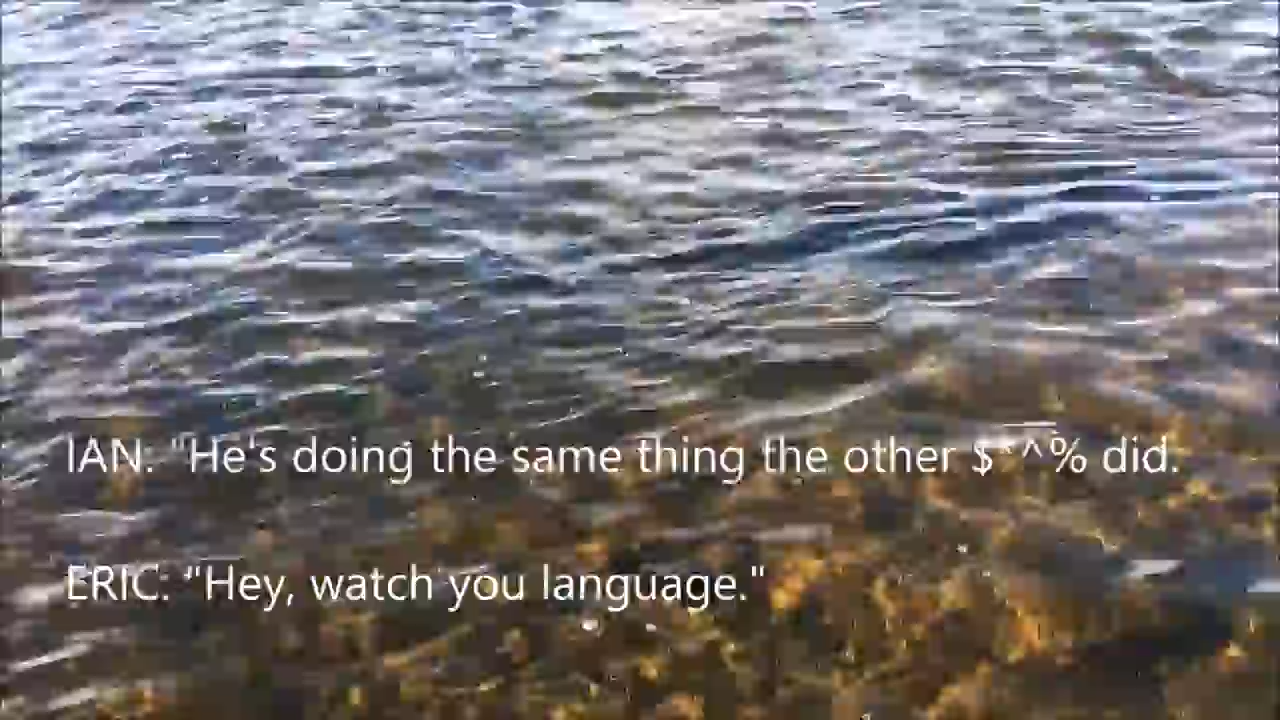 IAN: "He's doing the same thing the other $*^% did.
ERIC: "Hey, watch you language."